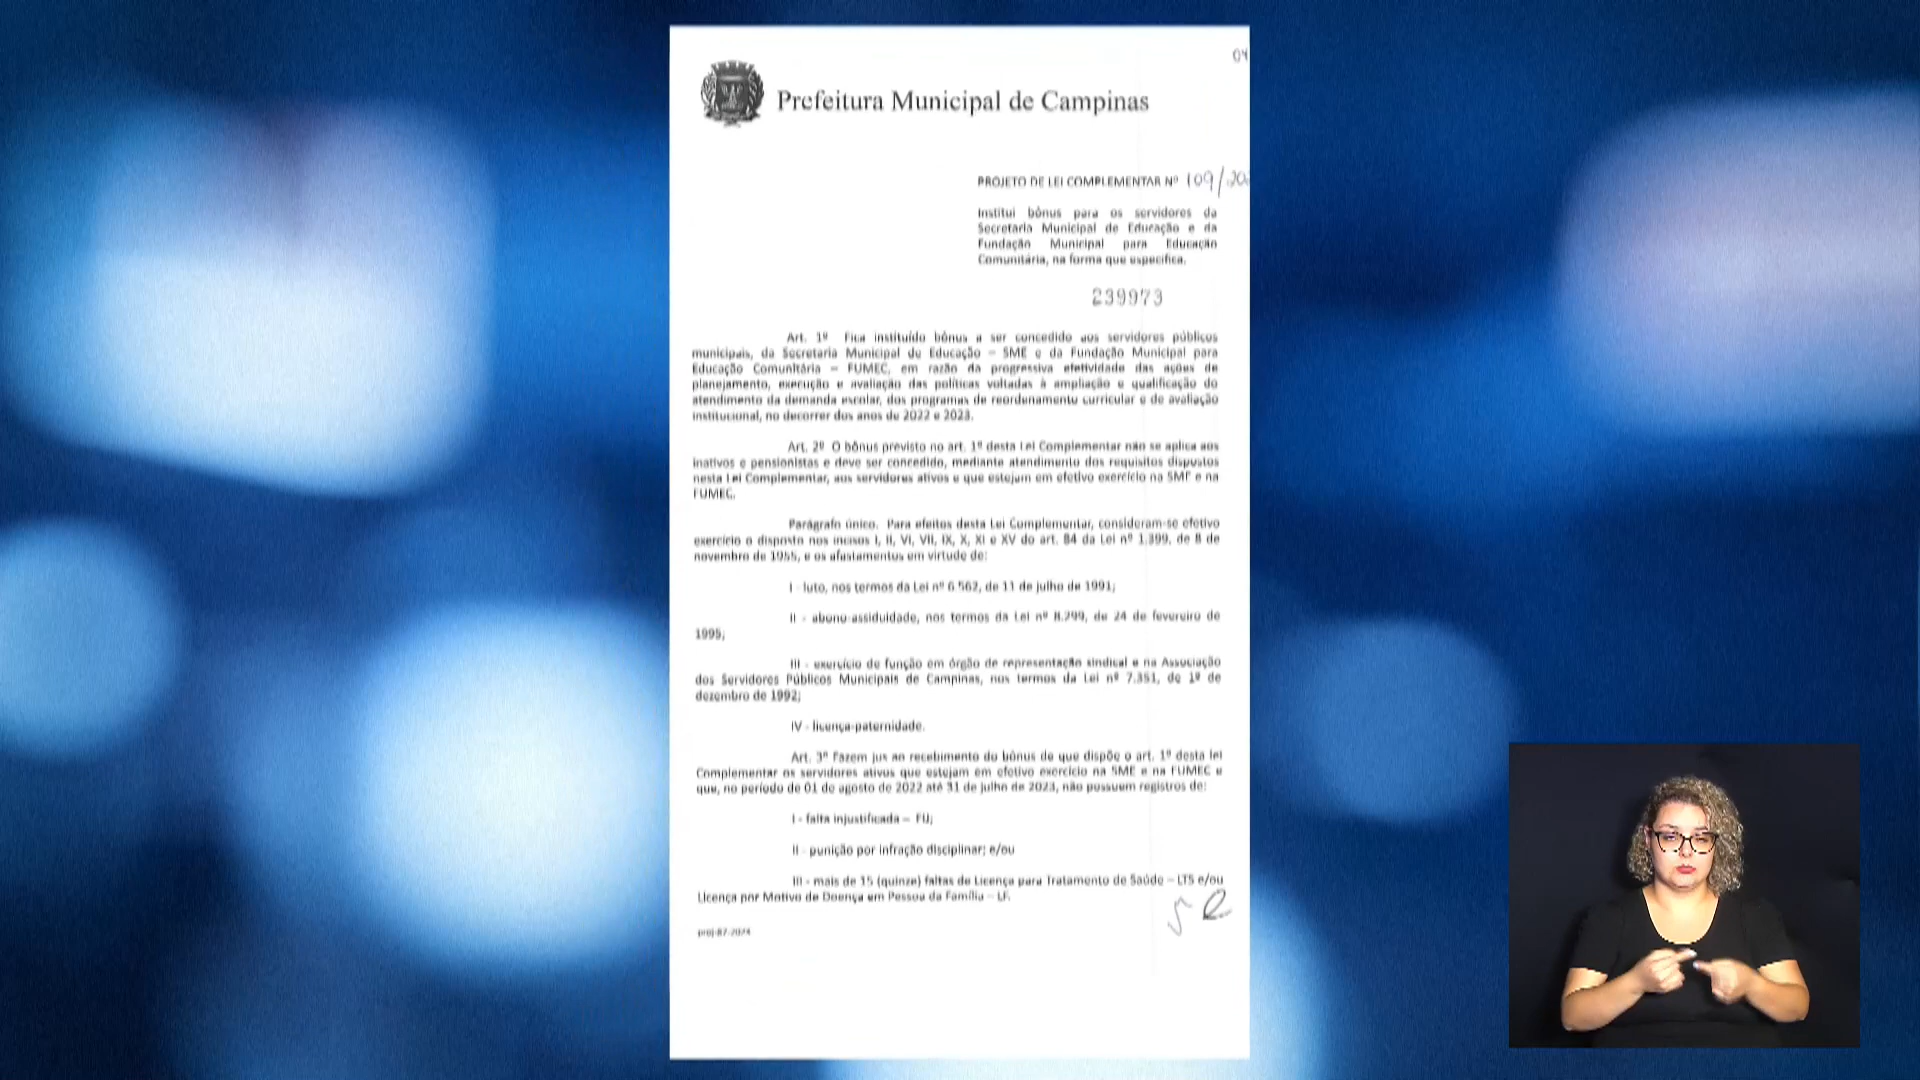 04
Prefeitura Municipal de Campinas
PROJETO DE LEI COMPLEMENTAR Nº 109/202
Institui bônus para os servidores da
Secretaria Municipal de Educação e da
Fundação Municipal para Educação
Comunitária, na forma que especifica.
239973
Art. 1º Fica instituído bônus a ser concedido aos servidores públicos
municipais, da Secretaria Municipal de Educação – SME e da Fundação Municipal para
Educação Comunitária – FUMEC, em razão da progressiva efetividade das ações de
planejamento, execução e avaliação das políticas voltadas à ampliação e qualificação do
atendimento da demanda escolar, dos programas de reordenamento curricular e de avaliação
institucional, no decorrer dos anos de 2022 e 2023.
Art. 2º O bônus previsto no art. 1º desta Lei Complementar não se aplica aos
inativos e pensionistas e deve ser concedido, mediante atendimento dos requisitos dispostos
nesta Lei Complementar, aos servidores ativos e que estejam em efetivo exercício na SME e na
FUMEC.
Parágrafo único. Para efeitos desta Lei Complementar, consideram-se efetivo
exercício o disposto nos incisos I, II, VI, VII, IX, X, XI e XV do art. 84 da Lei nº 1.399, de 8 de
novembro de 1955, e os afastamentos em virtude de:
I - luto, nos termos da Lei nº 6.562, de 11 de julho de 1991;
II - abono-assiduidade, nos termos da Lei nº 8.299, de 24 de fevereiro de
1995;
III - exercício de função em órgão de representação sindical e na Associação
dos Servidores Públicos Municipais de Campinas, nos termos da Lei nº 7.351, de 1º de
dezembro de 1992;
IV - licença-paternidade.
Art. 3º Fazem jus ao recebimento do bônus de que dispõe o art. 1º desta lei
Complementar os servidores ativos que estejam em efetivo exercício na SME e na FUMEC e
que, no período de 01 de agosto de 2022 até 31 de julho de 2023, não possuem registros de:
I - falta injustificada – FU;
II - punição por infração disciplinar; e/ou
III - mais de 15 (quinze) faltas de Licença para Tratamento de Saúde – LTS e/ou
Licença por Motivo de Doença em Pessoa da Família – LF.